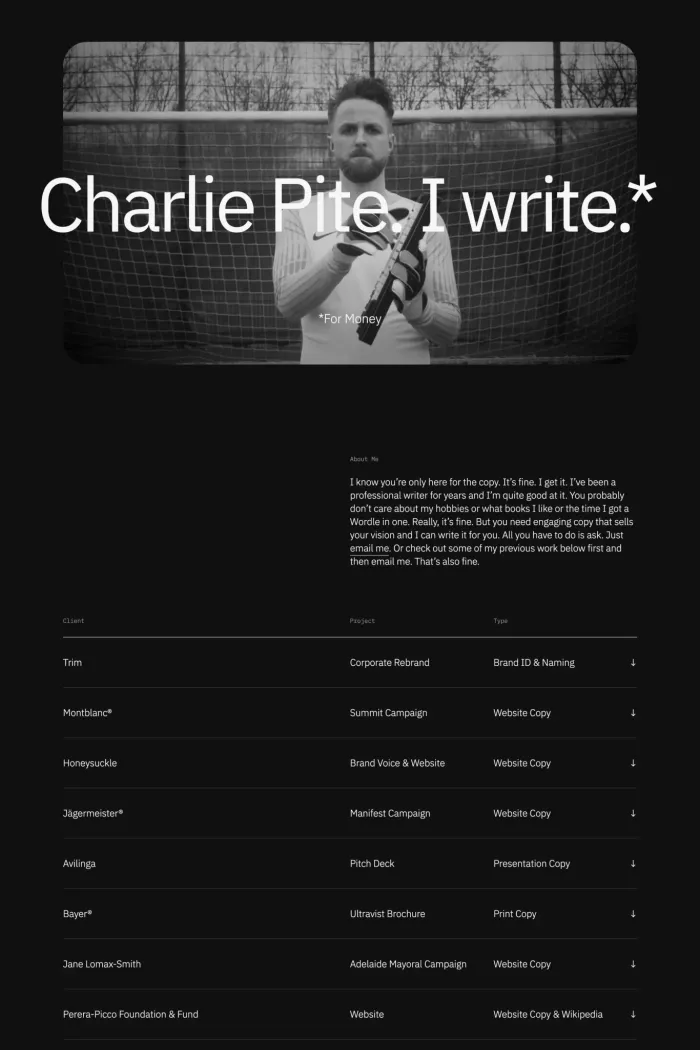 Charlie Pite. I write.*
*For Money
About Me
I know you’re only here for the copy. It’s fine. I get it. I’ve been a
professional writer for years and I’m quite good at it. You probably
don’t care about my hobbies or what books I like or the time I got a
Wordle in one. Really, it’s fine. But you need engaging copy that sells
your vision and I can write it for you. All you have to do is ask. Just
email me. Or check out some of my previous work below first and
then email me. That’s also fine.
Client Project Type
Trim Corporate Rebrand Brand ID & Naming ↓
Montblanc® Summit Campaign Website Copy ↓
Honeysuckle Brand Voice & Website Website Copy ↓
Jägermeister® Manifest Campaign Website Copy ↓
Avilinga Pitch Deck Presentation Copy ↓
Bayer® Ultravist Brochure Print Copy ↓
Jane Lomax-Smith Adelaide Mayoral Campaign Website Copy ↓
Perera-Picco Foundation & Fund Website Website Copy & Wikipedia ↓